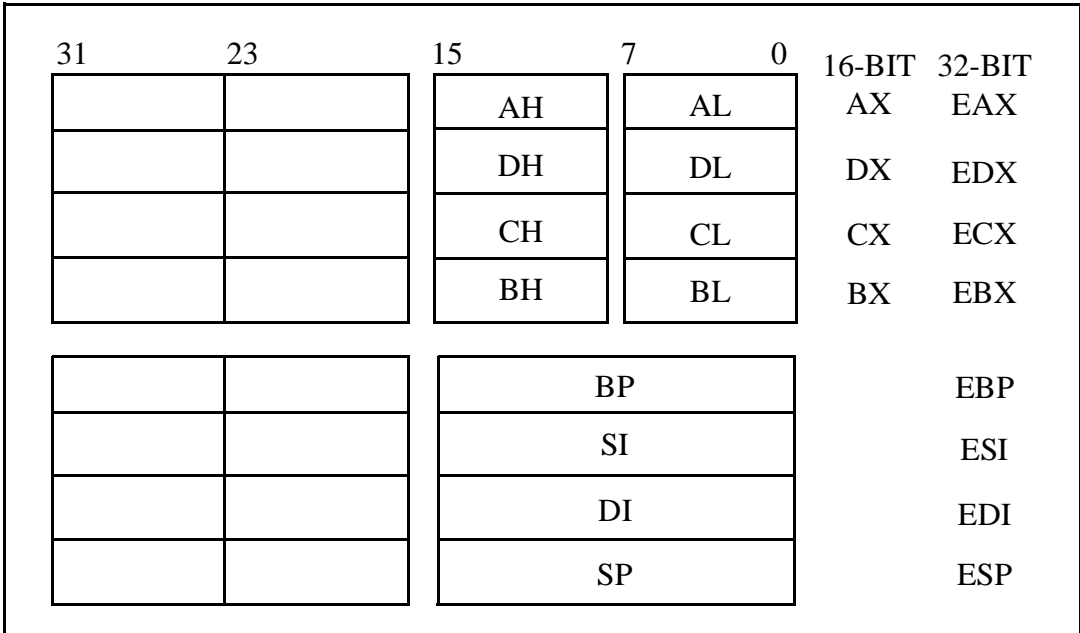 31 23 15 7 0 16-BIT 32-BIT
AH AL AX EAX
DH DL DX EDX
CH CL CX ECX
BH BL BX EBX
BP EBP
SI ESI
DI EDI
SP ESP